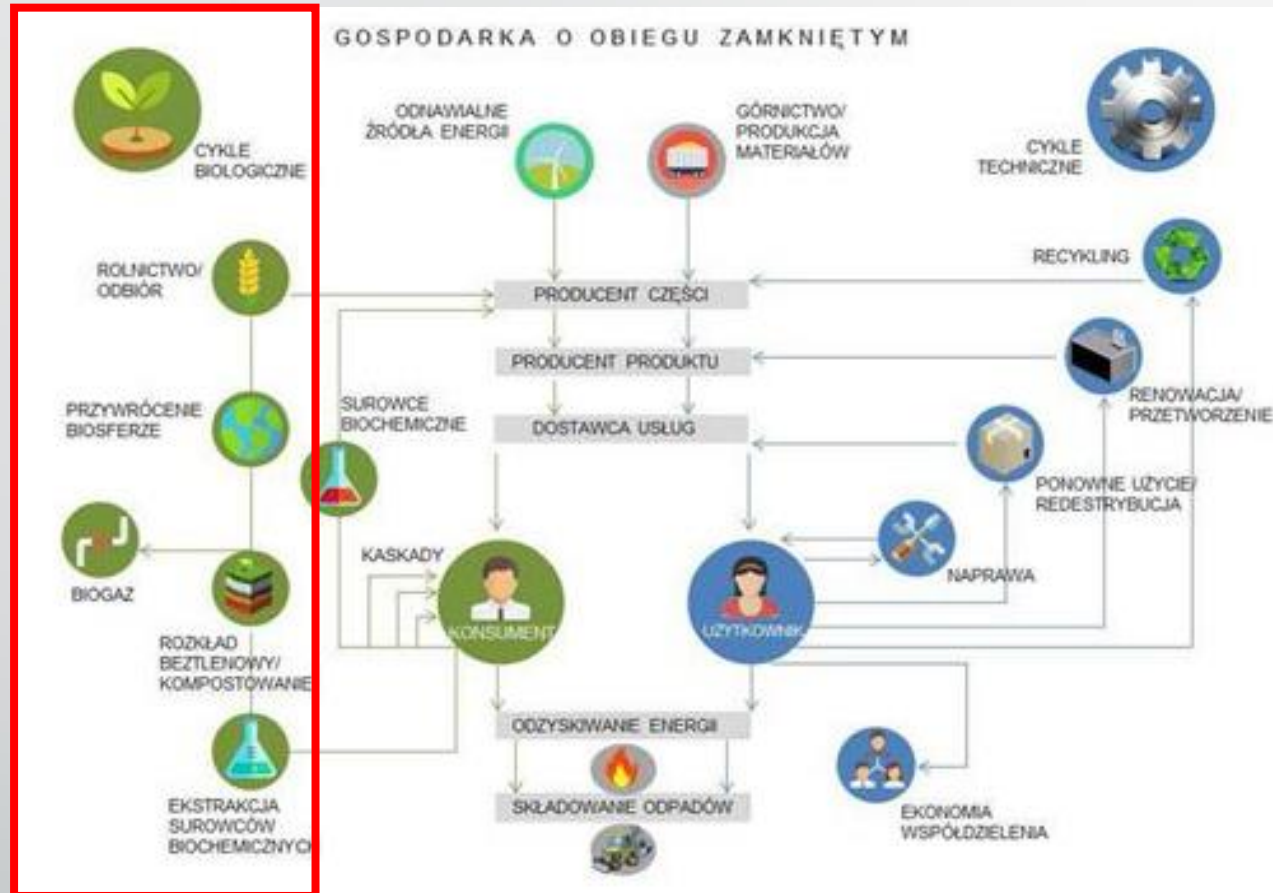 GOSPODARKA O OBIEGU ZAMKNIĘTYM
CYKLE
BIOLOGICZNE
ODNAWIALNE
ŹRÓDŁA ENERGII
GÓRNICTWO/
PRODUKCJA
MATERIAŁÓW
CYKLE
TECHNICZNE
ROLNICTWO/
ODBIÓR
PRODUCENT CZĘŚCI
RECYKLING
PRODUCENT PRODUKTU
RENOWACJA/
PRZETWORZENIE
PRZYWRÓCENIE
BIOSFERZE
SUROWCE
BIOCHEMICZNE
DOSTAWCA USŁUG
PONOWNE UŻYCIE/
REDESTRYBUCJA
BIOGAZ
KASKADY
NAPRAWA
KONSUMENT
UŻYTKOWNIK
ROZKŁAD
BEZTLENOWY/
KOMPOSTOWANIE
ODZYSKIWANIE ENERGII
EKSTRAKCJA
SUROWCÓW
BIOCHEMICZNYCH
SKŁADOWANIE ODPADÓW
EKONOMIA
WSPÓŁDZIELENIA